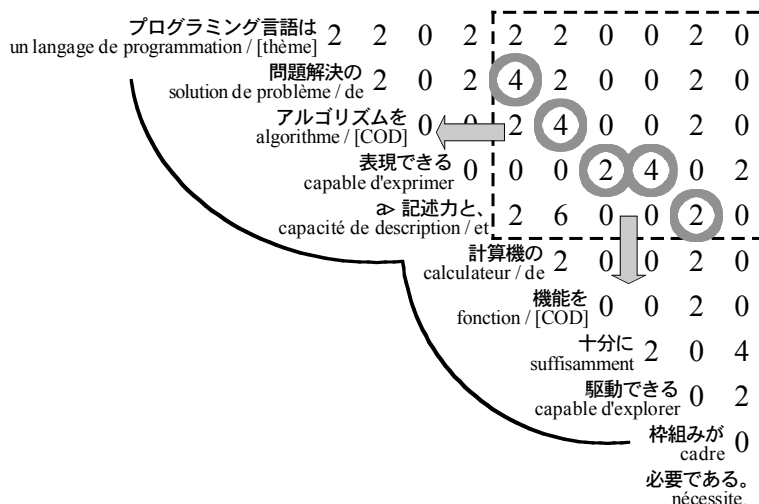 プログラミング言語は 2 2 0 2 2 2 0 0 2 0
un langage de programmation / [thème]
問題解決の 2 0 2 4 2 0 0 2 0
solution de problème / de
アルゴリズムを 0 0 2 4 0 0 2 0
algorithme / [COD]
表現できる 0 0 0 2 4 0 2
capable d'exprimer
a> 記述力と、 2 6 0 0 2 0
capacité de description / et
計算機の 2 0 0 2 0
calculateur / de
機能を 0 0 2 0
fonction / [COD]
十分に 2 0 4
suffisamment
駆動できる 0 2
capable d'explorer
枠組みが 0
cadre
必要である。
nécessite.